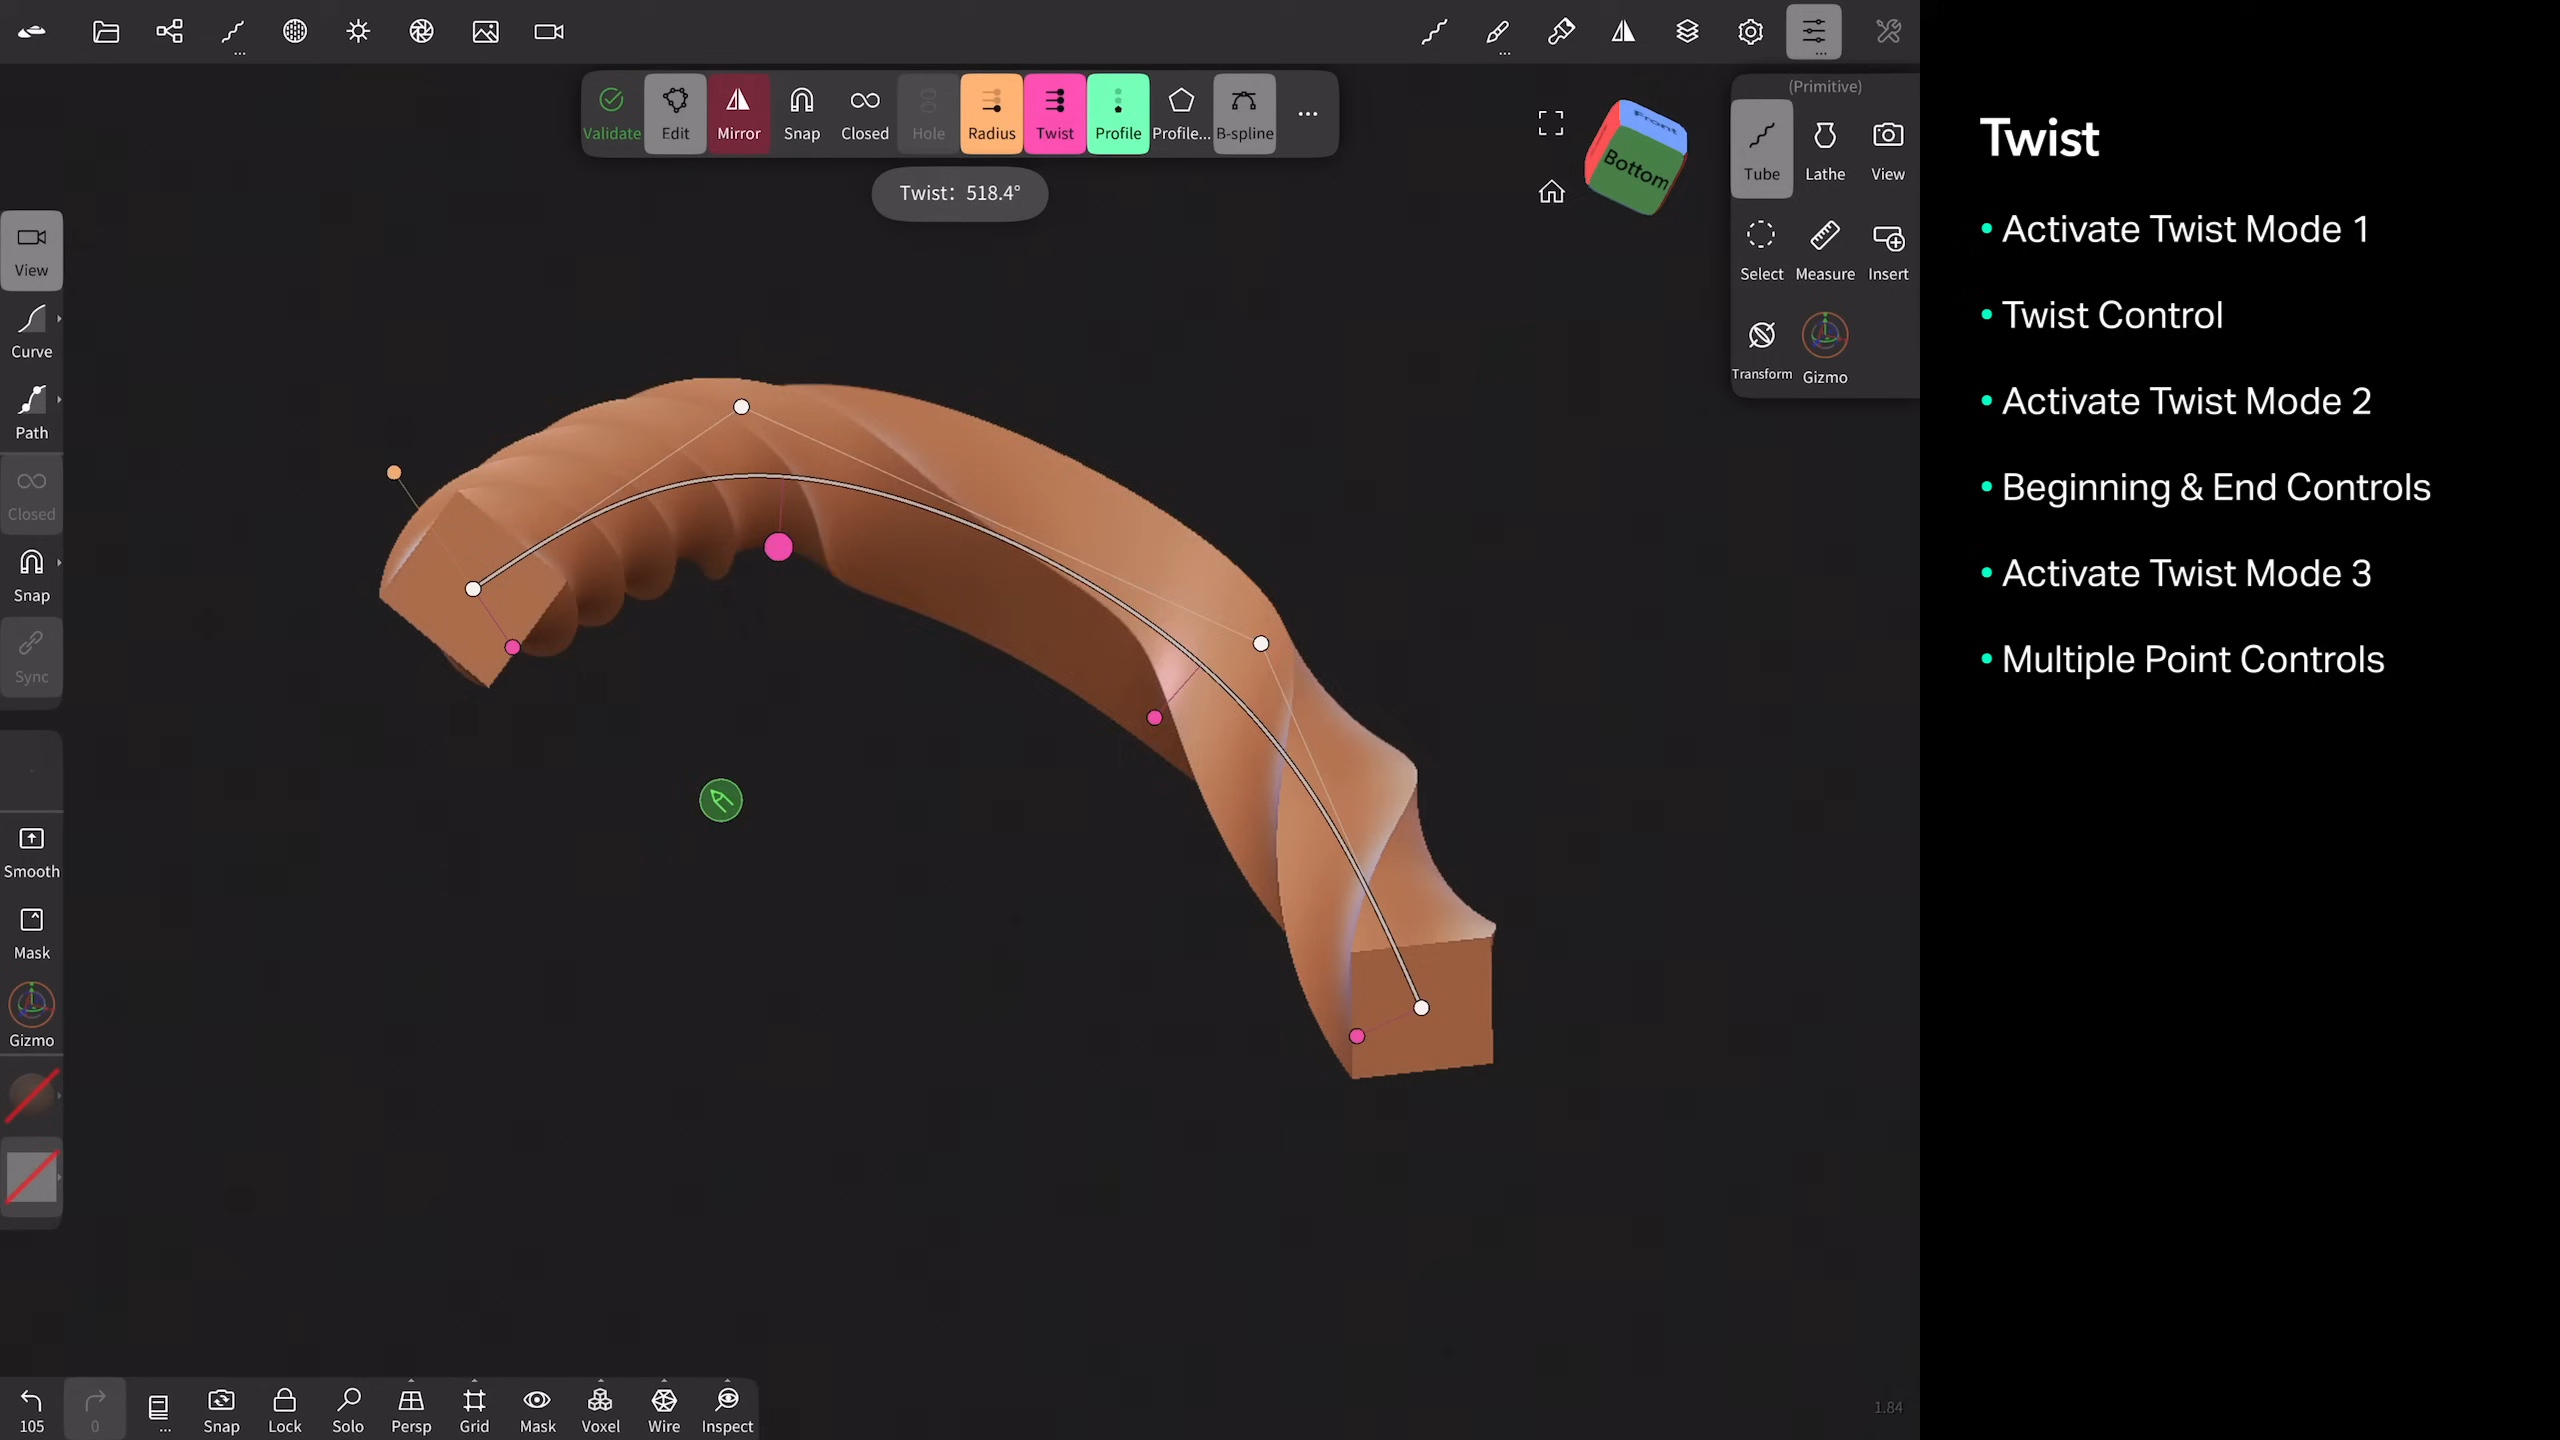 Validate
Edit
Mirror
Snap
Closed
Hole
Radius
Twist
Profile
Profile...
B-spline
...
Twist: 518.4°
Front
Bottom
(Primitive)
Tube
Lathe
View
Select
Measure
Insert
Transform
Gizmo
View
Curve
Path
Closed
Snap
Sync
Smooth
Mask
Gizmo
105
0
...
Snap
Lock
Solo
Persp
Grid
Mask
Voxel
Wire
Inspect
1.84
Twist
• Activate Twist Mode 1
• Twist Control
• Activate Twist Mode 2
• Beginning & End Controls
• Activate Twist Mode 3
• Multiple Point Controls